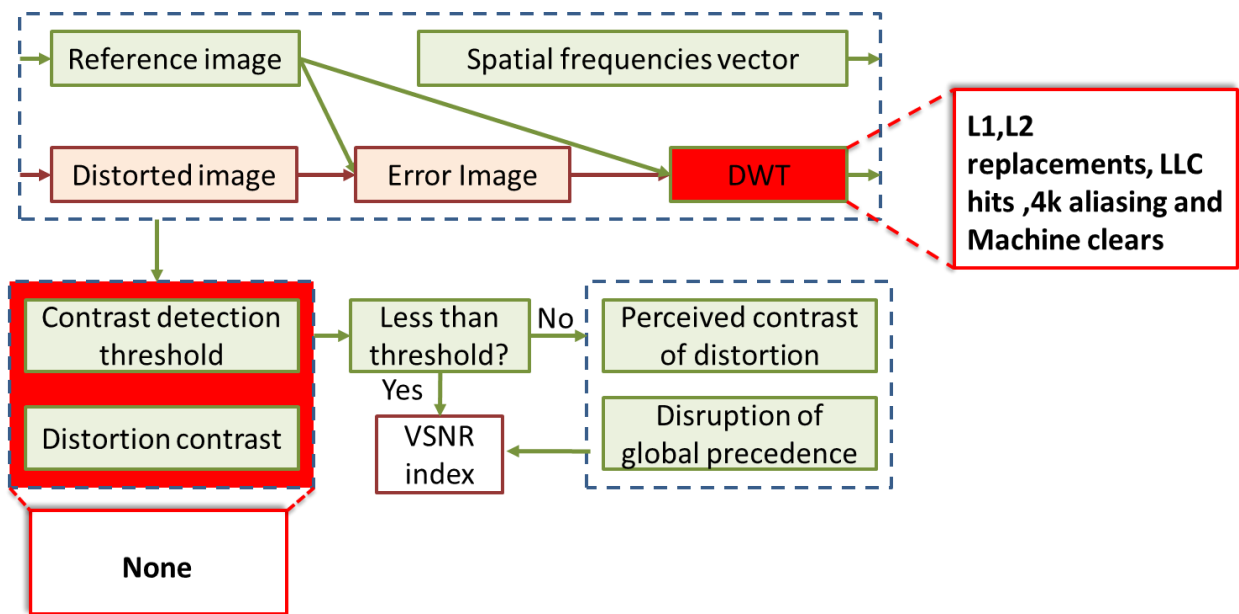 Reference image
Spatial frequencies vector
Distorted image
Error Image
DWT
L1,L2
replacements, LLC
hits ,4k aliasing and
Machine clears
Contrast detection
threshold
Less than
threshold?
No
Yes
Perceived contrast
of distortion
Distortion contrast
VSNR
index
Disruption of
global precedence
None